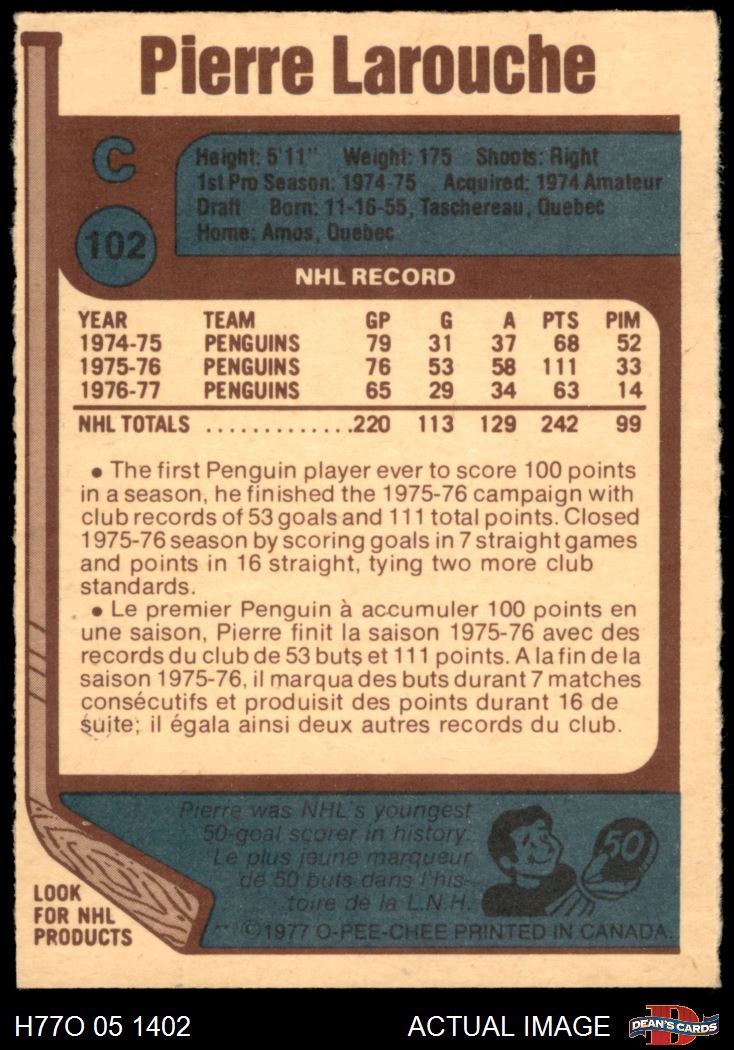 Pierre Larouche
C
Height: 5'11" Weight: 175 Shoots: Right
1st Pro Season: 1974-75 Acquired: 1974 Amateur
Draft Born: 11-16-55, Taschereau, Quebec
Home: Amos, Quebec
102
NHL RECORD
YEAR TEAM GP G A PTS PIM
1974-75 PENGUINS 79 31 37 68 52
1975-76 PENGUINS 76 53 58 111 33
1976-77 PENGUINS 65 29 34 63 14
NHL TOTALS .............220 113 129 242 99
• The first Penguin player ever to score 100 points
in a season, he finished the 1975-76 campaign with
club records of 53 goals and 111 total points. Closed
1975-76 season by scoring goals in 7 straight games
and points in 16 straight, tying two more club
standards.
• Le premier Penguin à accumuler 100 points en
une saison, Pierre finit la saison 1975-76 avec des
records du club de 53 buts et 111 points. A la fin de la
saison 1975-76, il marqua des buts durant 7 matches
consécutifs et produisit des points durant 16 de
suite; il égala ainsi deux autres records du club.
Pierre was NHL's youngest
50-goal scorer in history.
Le plus jeune marqueur
de 50 buts dans l'his-
toire de la L.N.H.
50
LOOK
FOR NHL
PRODUCTS
** ©1977 O-PEE-CHEE PRINTED IN CANADA.
H77O 05 1402 ACTUAL IMAGE
D
DEAN'S CARDS